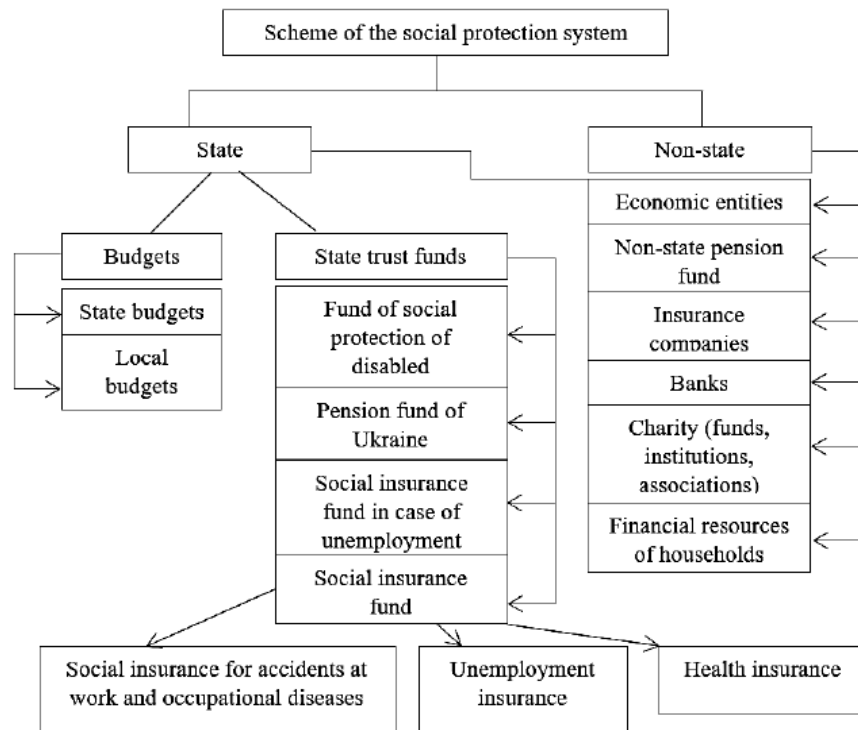 Scheme of the social protection system
State
Non-state
Budgets
State budgets
Local
budgets
State trust funds
Fund of social
protection of
disabled
Pension fund of
Ukraine
Social insurance
fund in case of
unemployment
Social insurance
fund
Economic entities
Non-state pension
fund
Insurance
companies
Banks
Charity (funds,
institutions,
associations)
Financial resources
of households
Social insurance for accidents at
work and occupational diseases
Unemployment
insurance
Health insurance